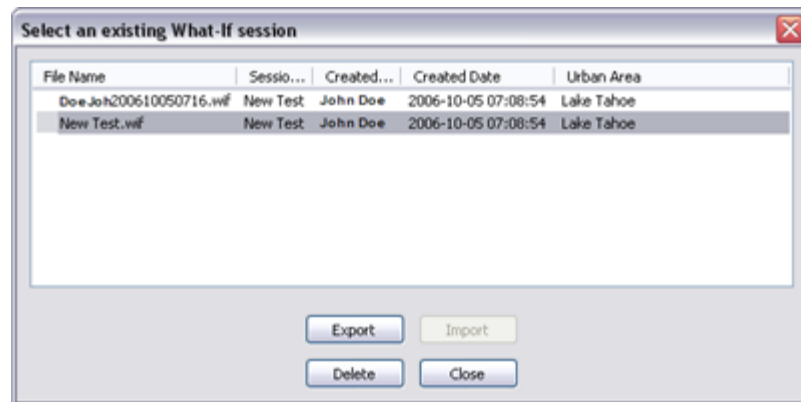 Select an existing What-If session
File Name Sessio... Created... Created Date Urban Area
DoeJoh200610050716.wif New Test John Doe 2006-10-05 07:08:54 Lake Tahoe
New Test.wif New Test John Doe 2006-10-05 07:08:54 Lake Tahoe
Export Import
Delete Close